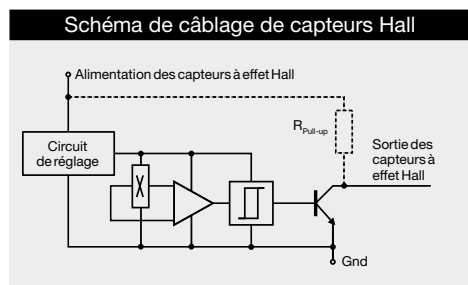 Schéma de câblage de capteurs Hall
Alimentation des capteurs à effet Hall
R Pull-up
Circuit
de réglage
Sortie des
capteurs à
effet Hall
Gnd